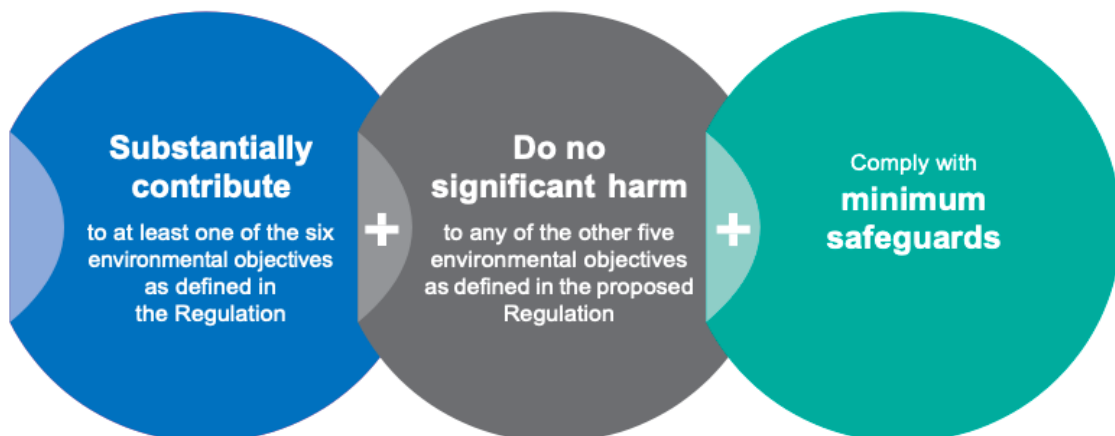 Substantially
contribute
to at least one of the six
environmental objectives
as defined in
the Regulation
+
Do no
significant harm
to any of the other five
environmental objectives
as defined in the proposed
Regulation
+
Comply with
minimum
safeguards